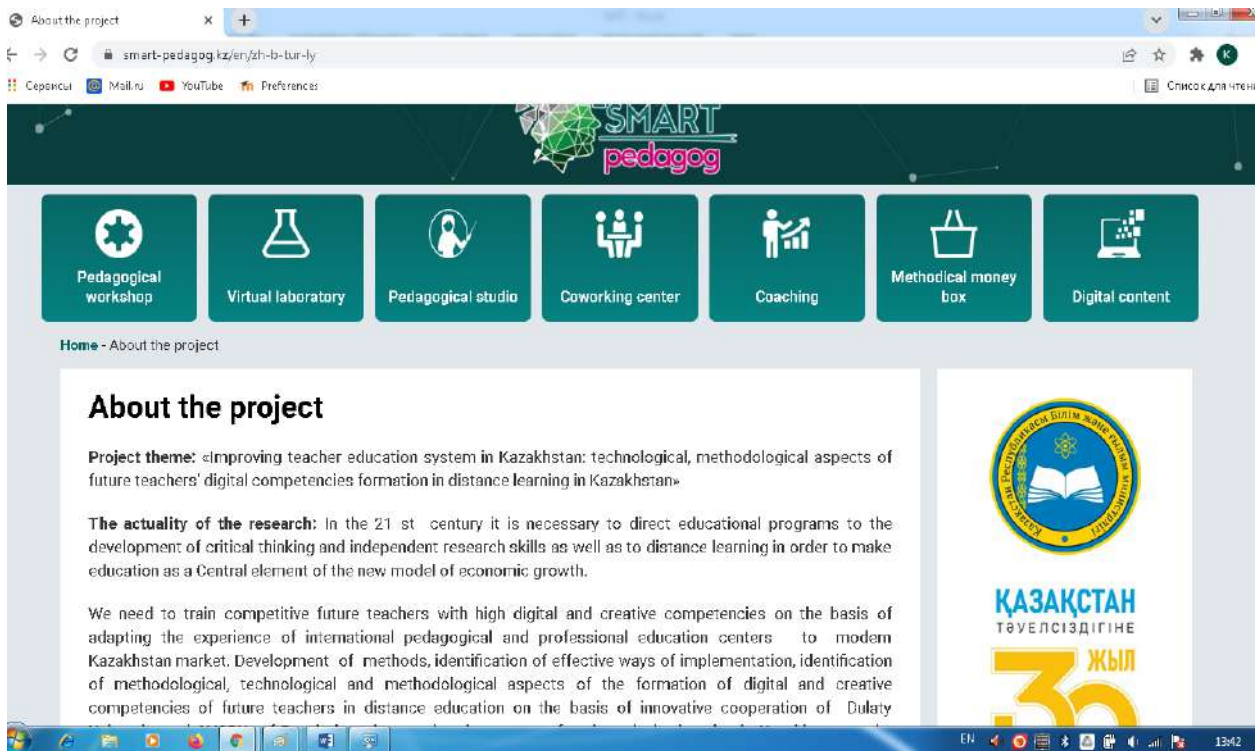 About the project
smart-pedagog.kz/en/zh-b-tur-ly
K
Сервисы Mail.ru YouTube Preferences
Список для чтени
SMART
pedagog
Pedagogical
workshop
Virtual laboratory
Pedagogical studio
Coworking center
Coaching
Methodical money
box
Digital content
Home - About the project
About the project
Project theme: «Improving teacher education system in Kazakhstan: technological, methodological aspects of
future teachers' digital competencies formation in distance learning in Kazakhstan»
The actuality of the research: In the 21 st century it is necessary to direct educational programs to the
development of critical thinking and independent research skills as well as to distance learning in order to make
education as a Central element of the new model of economic growth.
We need to train competitive future teachers with high digital and creative competencies on the basis of
adapting the experience of international pedagogical and professional education centers to modern
Kazakhstan market. Development of methods, identification of effective ways of implementation, identification
of methodological, technological and methodological aspects of the formation of digital and creative
competencies of future teachers in distance education on the basis of innovative cooperation of Dulaty
Қазақстан Республикасы Білім және ғылым министрлігі
ҚАЗАҚСТАН
ТӘУЕЛСІЗДІГІНЕ
30 ЖЫЛ
EN
13:42